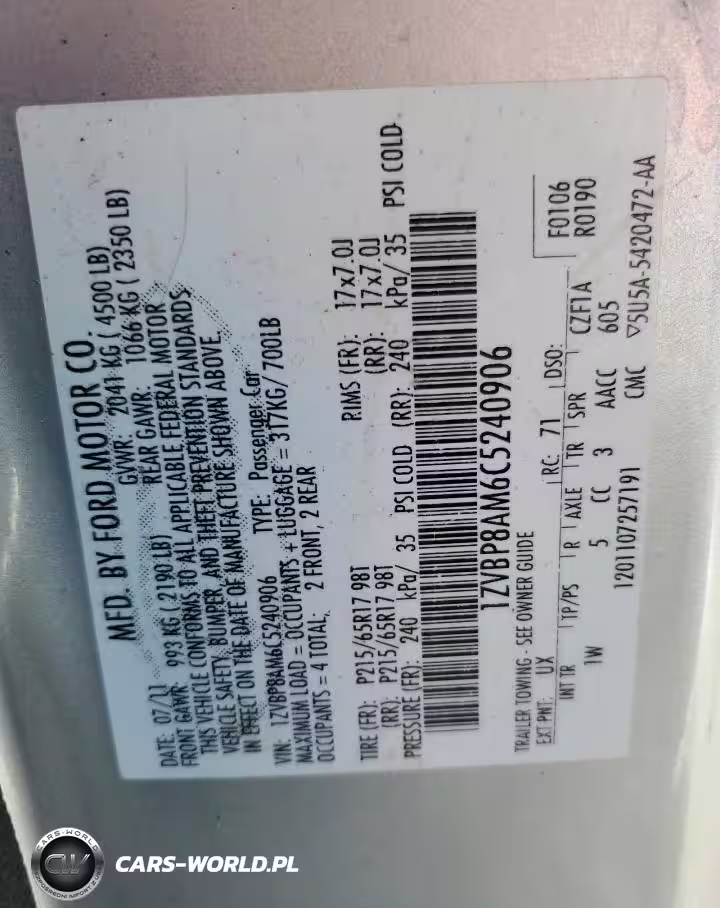 MFD. BY FORD MOTOR CO.
DATE: 07/11 GVWR: 2041 KG ( 4500 LB)
FRONT GAWR: 993 KG ( 2190 LB) REAR GAWR: 1066 KG ( 2350 LB)
THIS VEHICLE CONFORMS TO ALL APPLICABLE FEDERAL MOTOR
VEHICLE SAFETY, BUMPER, AND THEFT PREVENTION STANDARDS
IN EFFECT ON THE DATE OF MANUFACTURE SHOWN ABOVE.
VIN: 1ZVBP8AM6C5240906 TYPE: Passenger Car
MAXIMUM LOAD = OCCUPANTS + LUGGAGE = 317KG/ 700LB
OCCUPANTS = 4 TOTAL; 2 FRONT, 2 REAR
TIRE (FR): P215/65R17 98T RIMS (FR): 17x7.0J
(RR): P215/65R17 98T (RR): 17x7.0J
PRESSURE (FR): 240 kPa/ 35 PSI COLD (RR): 240 kPa/ 35 PSI COLD
1ZVBP8AM6C5240906
TRAILER TOWING - SEE OWNER GUIDE
F0106
R0190
EXT PNT: UX RC: 71 DSO: CZF1A
INT TR TP/PS R AXLE TR SPR 605
1W 5 CC 3 AACC
1201107257191 CMC ▽5U5A-5420472-AA
CARS-WORLD
CW
CARS-WORLD.PL